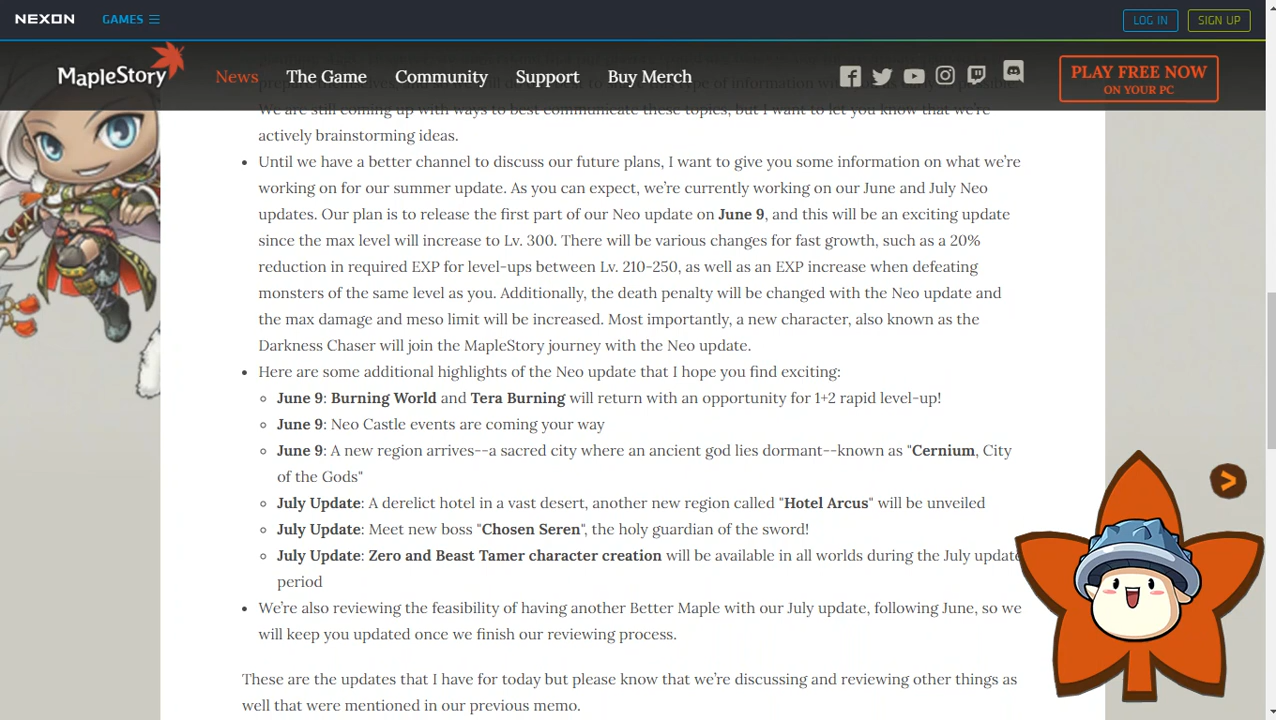 NEXON GAMES LOG IN SIGN UP
MapleStory News The Game Community Support Buy Merch PLAY FREE NOW
ON YOUR PC
We are still coming up with ways to best communicate these topics, but I want to let you know that we're
actively brainstorming ideas.
Until we have a better channel to discuss our future plans, I want to give you some information on what we're
working on for our summer update. As you can expect, we're currently working on our June and July Neo
updates. Our plan is to release the first part of our Neo update on June 9, and this will be an exciting update
since the max level will increase to Lv. 300. There will be various changes for fast growth, such as a 20%
reduction in required EXP for level-ups between Lv. 210-250, as well as an EXP increase when defeating
monsters of the same level as you. Additionally, the death penalty will be changed with the Neo update and
the max damage and meso limit will be increased. Most importantly, a new character, also known as the
Darkness Chaser will join the MapleStory journey with the Neo update.
Here are some additional highlights of the Neo update that I hope you find exciting:
June 9: Burning World and Tera Burning will return with an opportunity for 1+2 rapid level-up!
June 9: Neo Castle events are coming your way
June 9: A new region arrives--a sacred city where an ancient god lies dormant--known as "Cernium, City
of the Gods"
July Update: A derelict hotel in a vast desert, another new region called "Hotel Arcus" will be unveiled
July Update: Meet new boss "Chosen Seren", the holy guardian of the sword!
July Update: Zero and Beast Tamer character creation will be available in all worlds during the July update
period
We're also reviewing the feasibility of having another Better Maple with our July update, following June, so we
will keep you updated once we finish our reviewing process.
These are the updates that I have for today but please know that we're discussing and reviewing other things as
well that were mentioned in our previous memo.